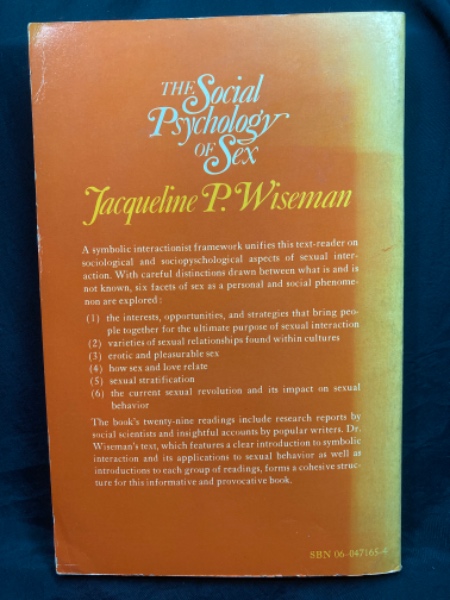 THE Social
Psychology
OF Sex
Jacqueline P. Wiseman
A symbolic interactionist framework unifies this text-reader on
sociological and sociopyschological aspects of sexual inter-
action. With careful distinctions drawn between what is and is
not known, six facets of sex as a personal and social phenome-
non are explored:
(1) the interests, opportunities, and strategies that bring peo-
ple together for the ultimate purpose of sexual interaction
(2) varieties of sexual relationships found within cultures
(3) erotic and pleasurable sex
(4) how sex and love relate
(5) sexual stratification
(6) the current sexual revolution and its impact on sexual
behavior
The book's twenty-nine readings include research reports by
social scientists and insightful accounts by popular writers. Dr.
Wiseman's text, which features a clear introduction to symbolic
interaction and its applications to sexual behavior as well as
introductions to each group of readings, forms a cohesive struc-
ture for this informative and provocative book.
SBN 06-047165-4